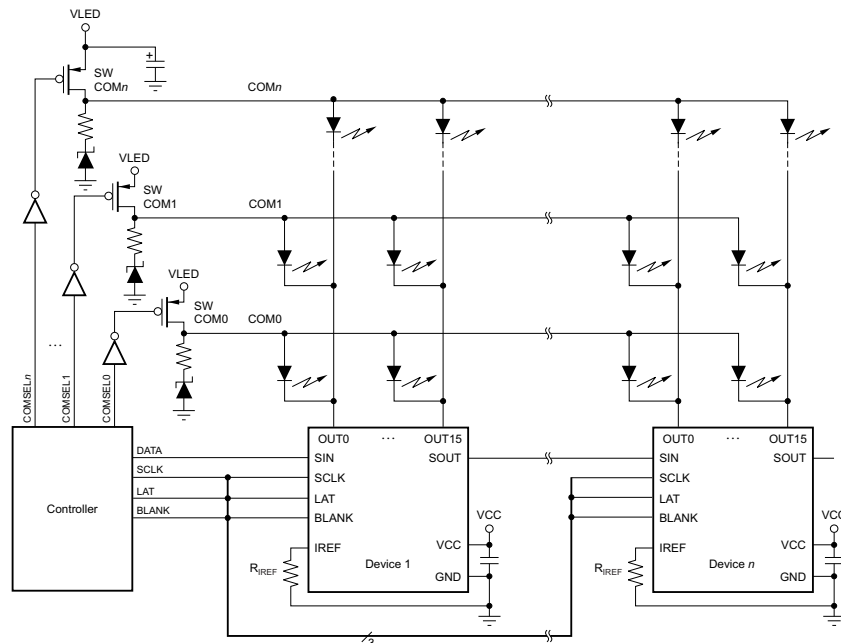 VLED
+
SW
COMn
COMn
VLED
SW
COM1
COM1
VLED
SW
COM0
COM0
...
COMSELn
COMSEL1
COMSEL0
Controller
DATA
SCLK
LAT
BLANK
OUT0 ... OUT15
SIN SOUT
SCLK
LAT
BLANK
IREF
VCC
GND
Device 1
RIREF
VCC
OUT0 ... OUT15
SIN SOUT
SCLK
LAT
BLANK
IREF
VCC
GND
Device n
RIREF
VCC
3